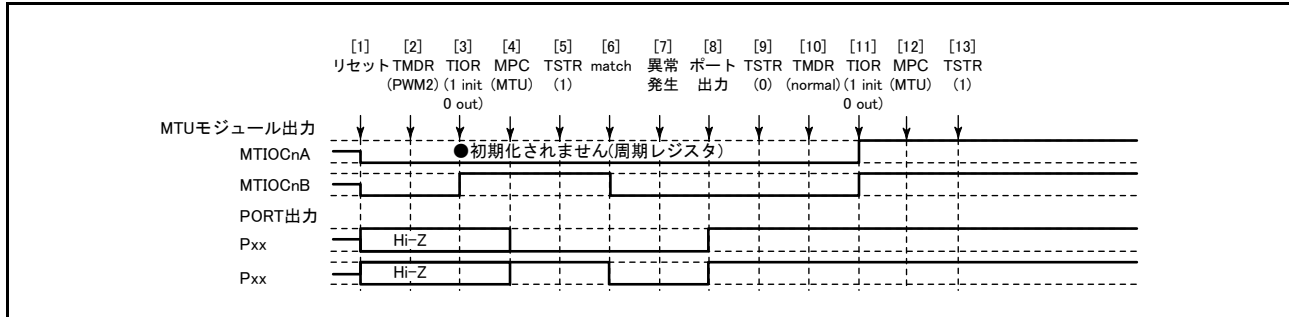 [1] [2] [3] [4] [5] [6] [7] [8] [9] [10] [11] [12] [13]
リセット TMDR TIOR MPC TSTR match 異常 ポート TSTR TMDR TIOR MPC TSTR
(PWM2) (1 init (MTU) (1) 発生 出力 (0) (normal) (1 init (MTU) (1)
0 out) 0 out)
MTUモジュール出力
MTIOCnA ●初期化されません(周期レジスタ)
MTIOCnB
PORT出力
Pxx Hi-Z
Pxx Hi-Z